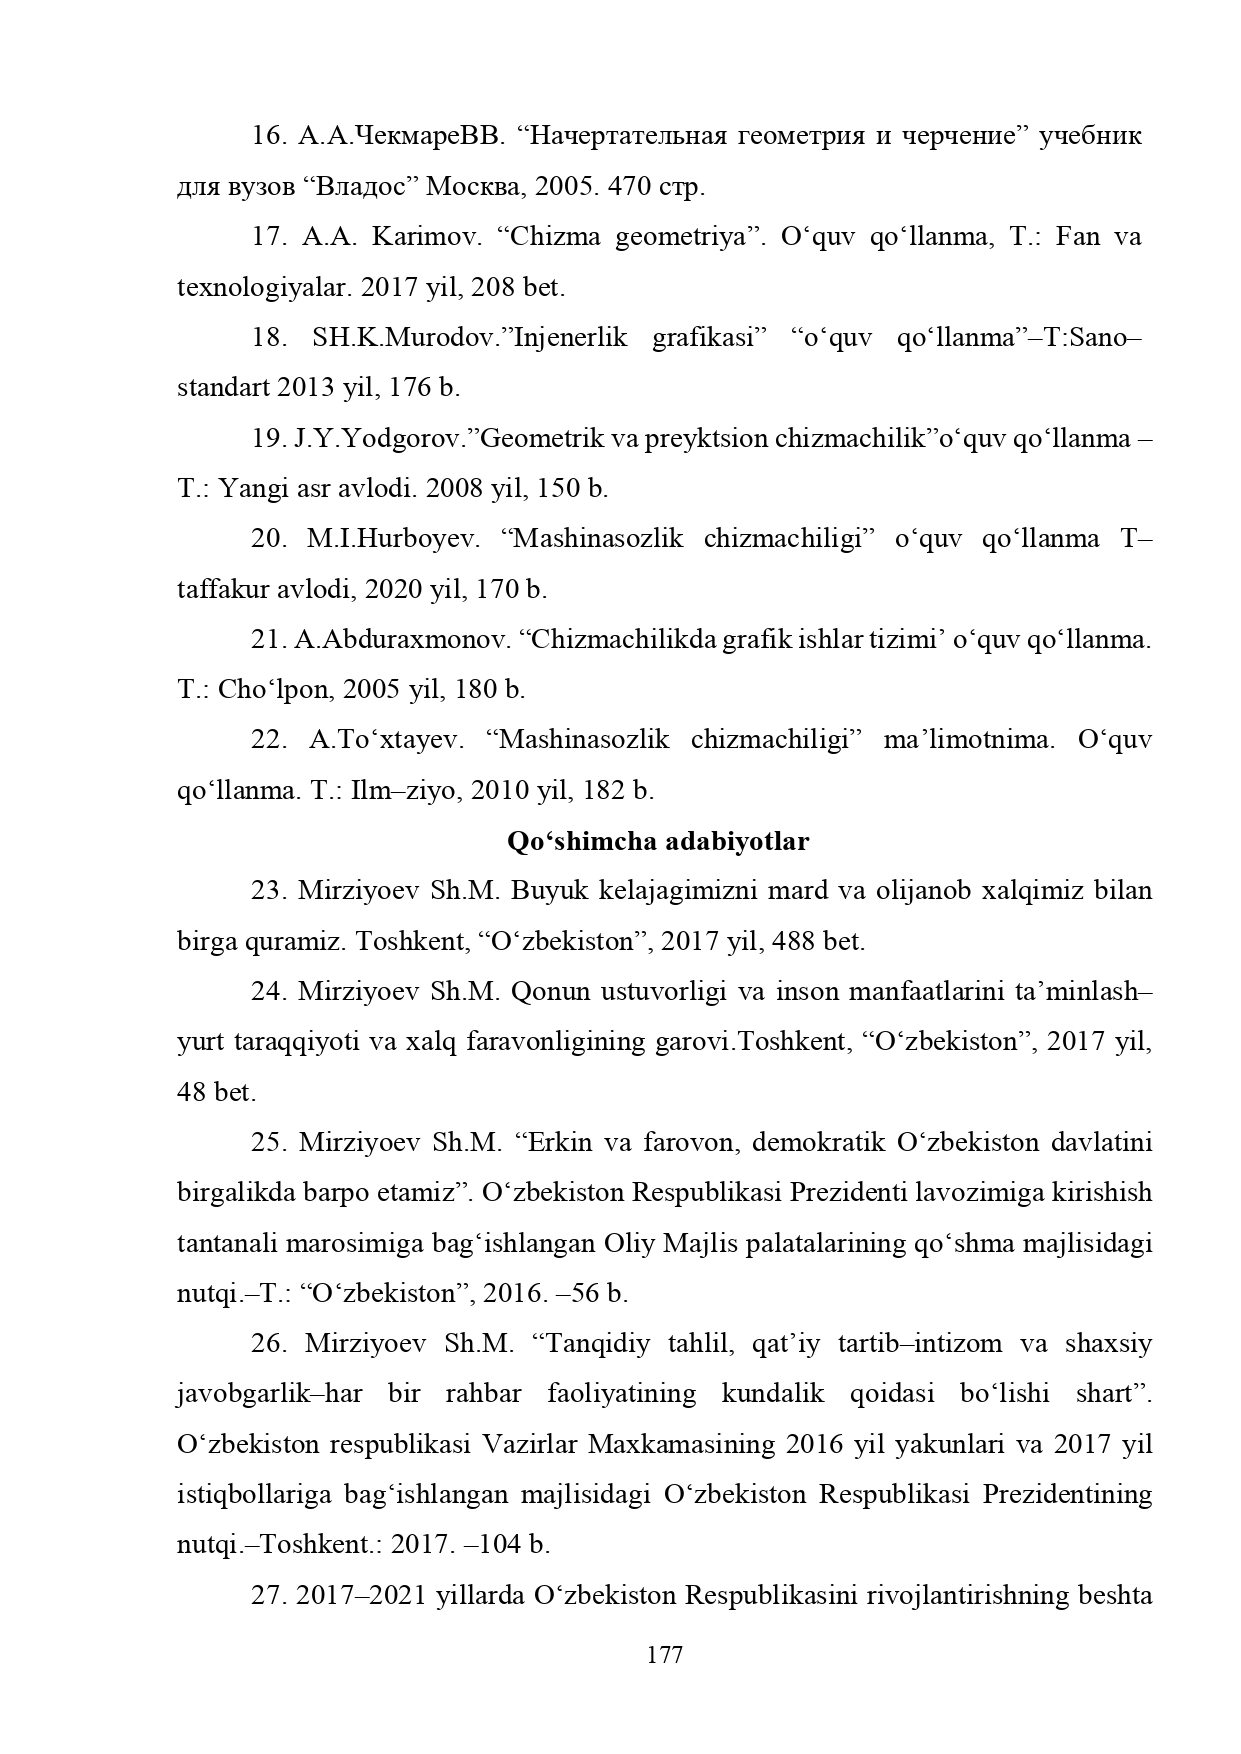 16. А.А.ЧекмареВВ. “Начертательная геометрия и черчение” учебник
для вузов “Владос” Москва, 2005. 470 стр.
17. A.A. Karimov. “Chizma geometriya”. O‘quv qo‘llanma, T.: Fan va
texnologiyalar. 2017 yil, 208 bet.
18. SH.K.Murodov.”Injenerlik grafikasi” “o‘quv qo‘llanma”–T:Sano–
standart 2013 yil, 176 b.
19. J.Y.Yodgorov.”Geometrik va preyktsion chizmachilik”o‘quv qo‘llanma –
T.: Yangi asr avlodi. 2008 yil, 150 b.
20. M.I.Hurboyev. “Mashinasozlik chizmachiligi” o‘quv qo‘llanma T–
taffakur avlodi, 2020 yil, 170 b.
21. A.Abduraxmonov. “Chizmachilikda grafik ishlar tizimi’ o‘quv qo‘llanma.
T.: Cho‘lpon, 2005 yil, 180 b.
22. A.To‘xtayev. “Mashinasozlik chizmachiligi” ma’limotnima. O‘quv
qo‘llanma. T.: Ilm–ziyo, 2010 yil, 182 b.
Qo‘shimcha adabiyotlar
23. Mirziyoev Sh.M. Buyuk kelajagimizni mard va olijanob xalqimiz bilan
birga quramiz. Toshkent, “O‘zbekiston”, 2017 yil, 488 bet.
24. Mirziyoev Sh.M. Qonun ustuvorligi va inson manfaatlarini ta’minlash–
yurt taraqqiyoti va xalq faravonligining garovi.Toshkent, “O‘zbekiston”, 2017 yil,
48 bet.
25. Mirziyoev Sh.M. “Erkin va farovon, demokratik O‘zbekiston davlatini
birgalikda barpo etamiz”. O‘zbekiston Respublikasi Prezidenti lavozimiga kirishish
tantanali marosimiga bag‘ishlangan Oliy Majlis palatalarining qo‘shma majlisidagi
nutqi.–T.: “O‘zbekiston”, 2016. –56 b.
26. Mirziyoev Sh.M. “Tanqidiy tahlil, qat’iy tartib–intizom va shaxsiy
javobgarlik–har bir rahbar faoliyatining kundalik qoidasi bo‘lishi shart”.
O‘zbekiston respublikasi Vazirlar Maxkamasining 2016 yil yakunlari va 2017 yil
istiqbollariga bag‘ishlangan majlisidagi O‘zbekiston Respublikasi Prezidentining
nutqi.–Toshkent.: 2017. –104 b.
27. 2017–2021 yillarda O‘zbekiston Respublikasini rivojlantirishning beshta
177